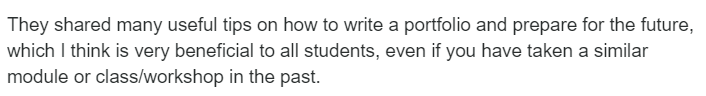 They shared many useful tips on how to write a portfolio and prepare for the future,
which I think is very beneficial to all students, even if you have taken a similar
module or class/workshop in the past.